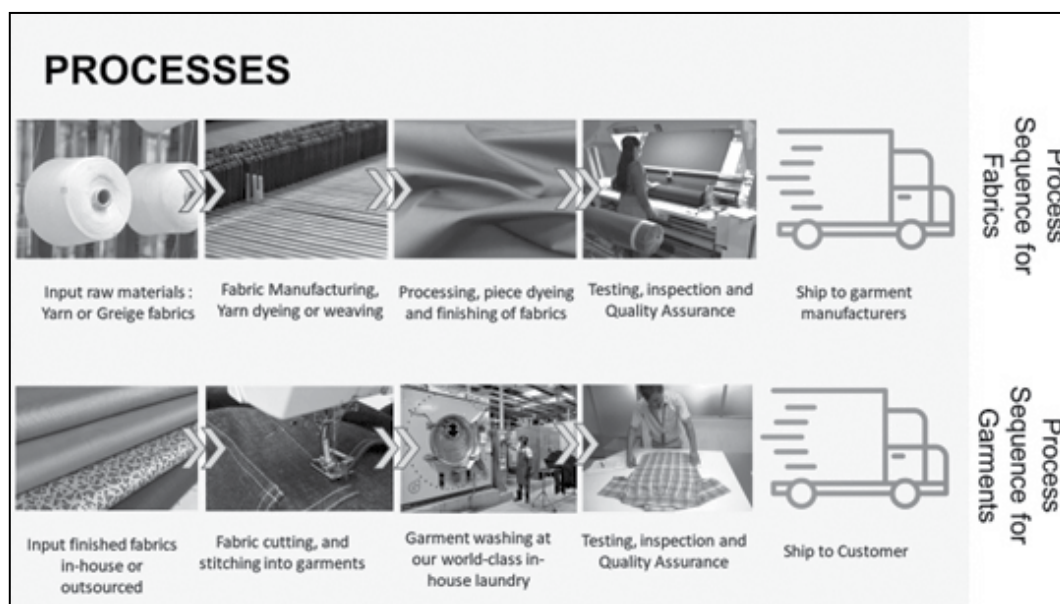 PROCESSES
Input raw materials :
Yarn or Greige fabrics
Fabric Manufacturing,
Yarn dyeing or weaving
Processing, piece dyeing
and finishing of fabrics
Testing, inspection and
Quality Assurance
Ship to garment
manufacturers
Process
Sequence for
Fabrics
Input finished fabrics
in-house or
outsourced
Fabric cutting, and
stitching into garments
Garment washing at
our world-class in-
house laundry
Testing, inspection and
Quality Assurance
Ship to Customer
Process
Sequence for
Garments